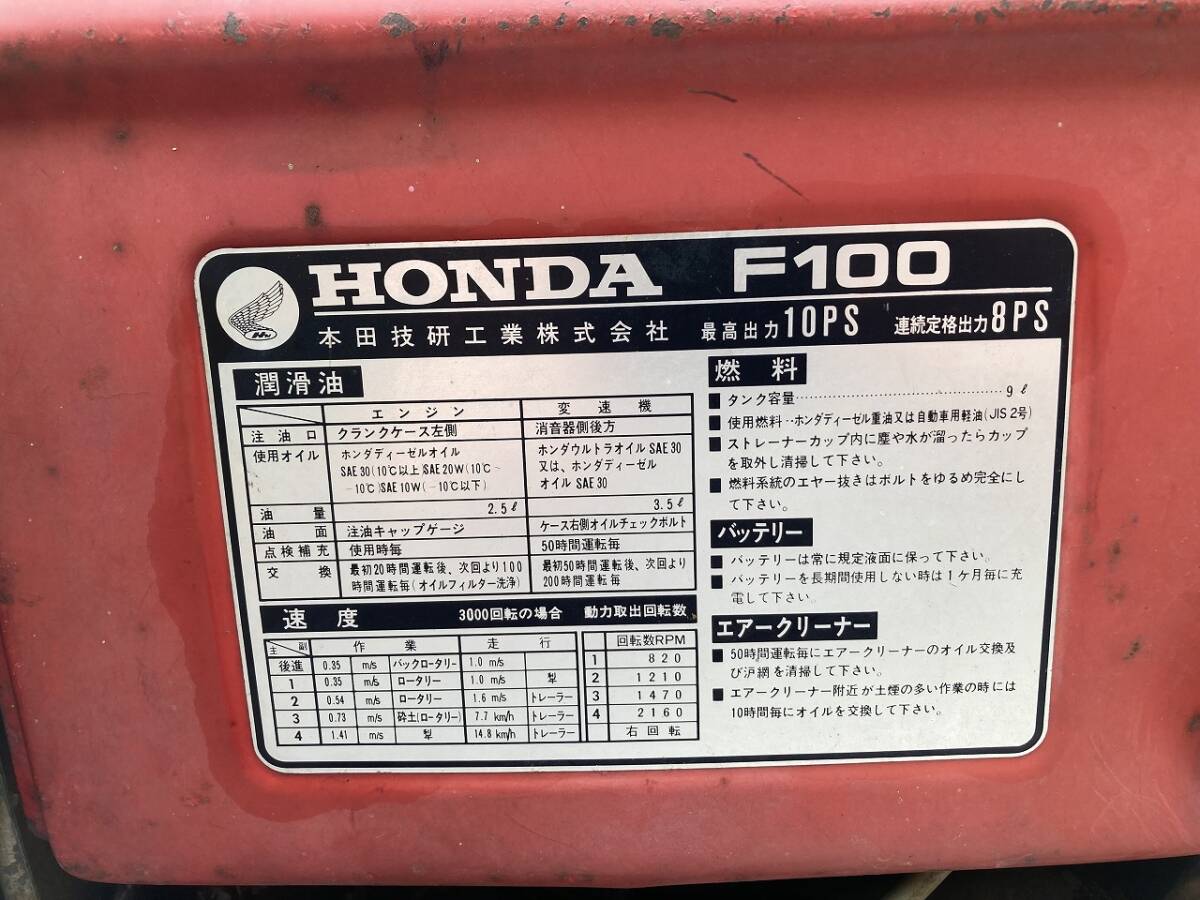 HONDA F100
本田技研工業株式会社 最高出力10PS 連続定格出力8PS
潤滑油
エンジン 変速機
注油口 クランクケース左側 消音器側後方
使用オイル ホンダディーゼルオイル ホンダウルトラオイル SAE 30
SAE 30(10℃以上)SAE 20W(10℃~ 又は、ホンダディーゼル
-10℃)SAE 10W(-10℃以下) オイル SAE 30
油量 2.5ℓ 3.5ℓ
油面 注油キャップゲージ ケース右側オイルチェックボルト
点検補充 使用時毎 50時間運転毎
交換 最初20時間運転後、次回より100 最初50時間運転後、次回より
時間運転毎(オイルフィルター洗浄) 200時間運転毎
速度 3000回転の場合 動力取出回転数
主 副 作業 走行
後進 0.35 m/s バックロータリー 1.0 m/s
1 0.35 m/s ロータリー 1.0 m/s 犁
2 0.54 m/s ロータリー 1.6 m/s トレーラー
3 0.73 m/s 砕土(ロータリー) 7.7 km/h トレーラー
4 1.41 m/s 犁 14.8 km/h トレーラー
回転数RPM
1 820
2 1210
3 1470
4 2160
右回転
燃料
■ タンク容量…………………………9ℓ
■ 使用燃料‥ホンダディーゼル重油又は自動車用軽油(JIS 2号)
■ ストレーナーカップ内に塵や水が溜ったらカップ
を取外し清掃して下さい。
■ 燃料系統のエヤー抜きはボルトをゆるめ完全にし
て下さい。
バッテリー
■ バッテリーは常に規定液面に保って下さい。
■ バッテリーを長期間使用しない時は1ケ月毎に充
電して下さい。
エアークリーナー
■ 50時間運転毎にエアークリーナーのオイル交換及
び沪網を清掃して下さい。
■ エアークリーナー附近が土煙の多い作業の時には
10時間毎にオイルを交換して下さい。